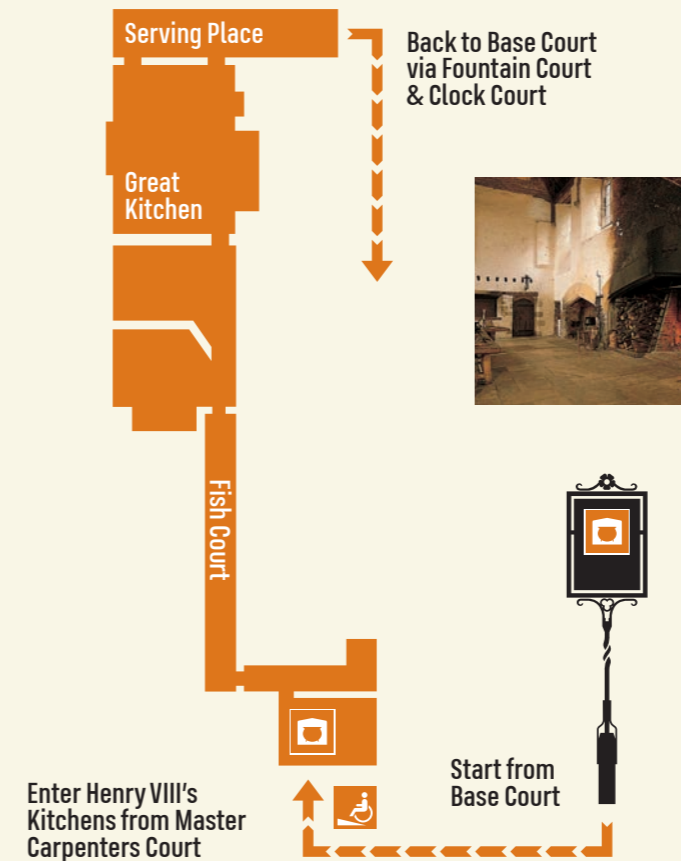 Serving Place
Back to Base Court
via Fountain Court
& Clock Court
Great
Kitchen
Fish Court
Start from
Base Court
Enter Henry VIII's
Kitchens from Master
Carpenters Court